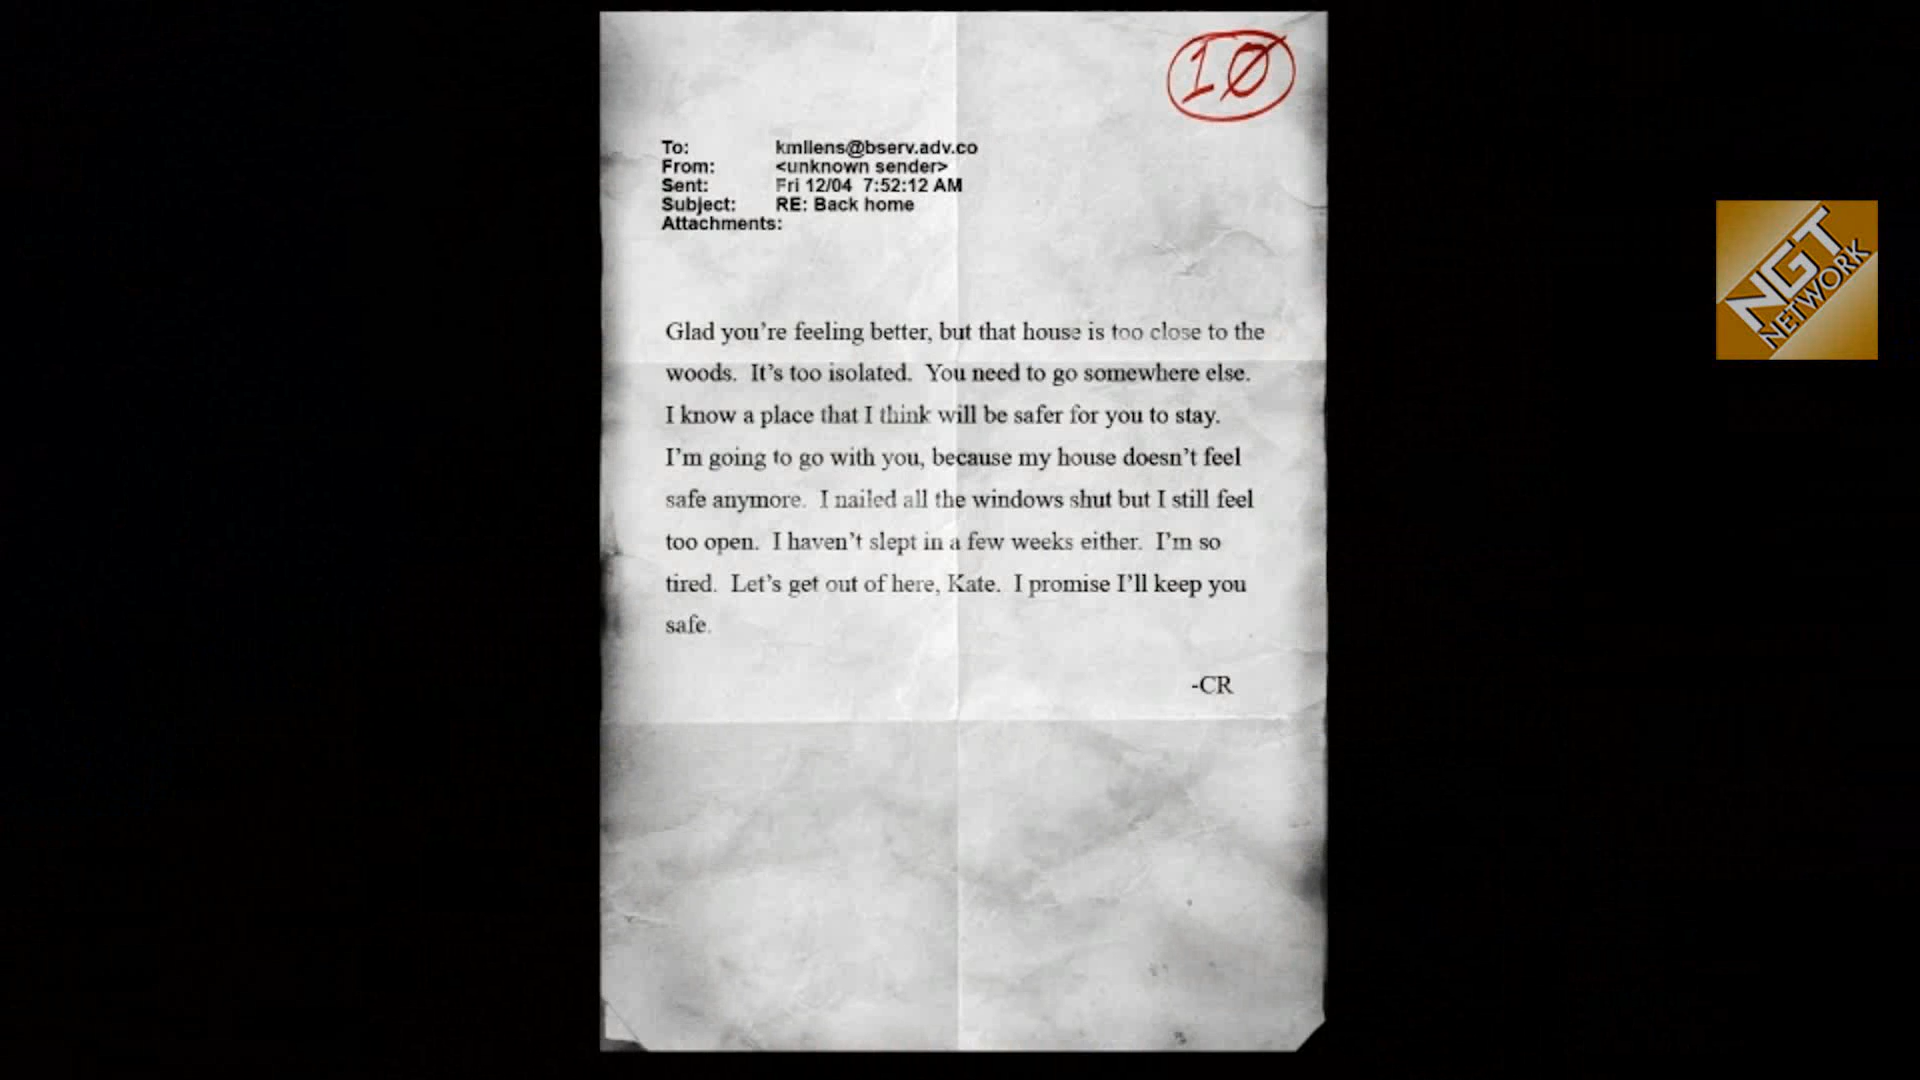 10
To: kmllens@bserv.adv.co
From: <unknown sender>
Sent: Fri 12/04 7:52:12 AM
Subject: RE: Back home
Attachments:
Glad you're feeling better, but that house is too close to the
woods. It's too isolated. You need to go somewhere else.
I know a place that I think will be safer for you to stay.
I'm going to go with you, because my house doesn't feel
safe anymore. I nailed all the windows shut but I still feel
too open. I haven't slept in a few weeks either. I'm so
tired. Let's get out of here, Kate. I promise I'll keep you
safe.
-CR
NGT
NETWORK